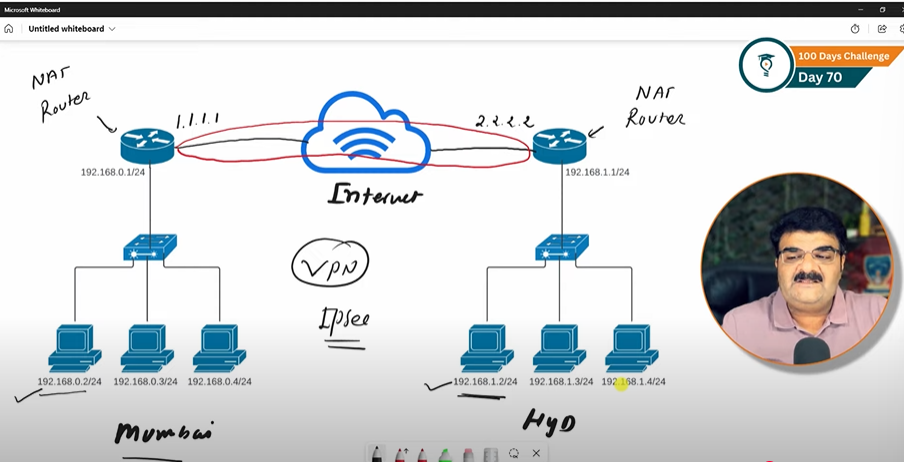 Microsoft Whiteboard
Untitled whiteboard
100 Days Challenge
Day 70
NAT
Router
1.1.1.1
2.2.2.2
NAT
Router
192.168.0.1/24
192.168.1.1/24
Internet
VPN
IPsec
192.168.0.2/24 192.168.0.3/24 192.168.0.4/24
192.168.1.2/24 192.168.1.3/24 192.168.1.4/24
Mumbai
HYD